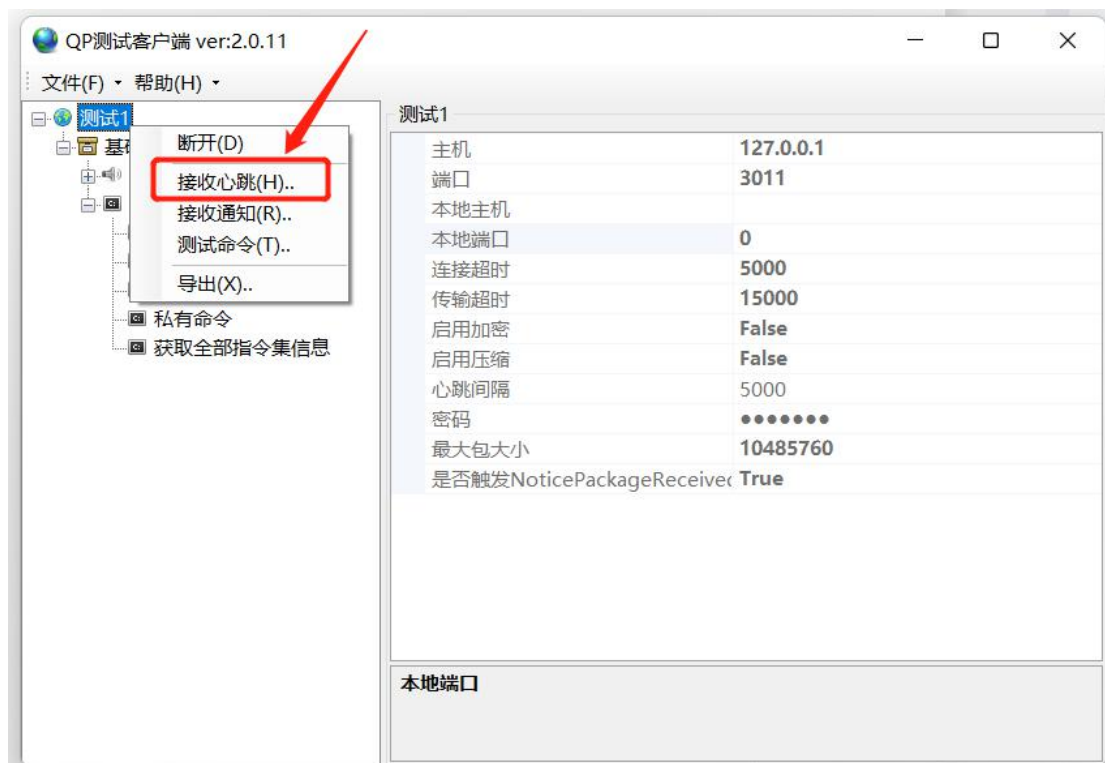 QP测试客户端 ver:2.0.11
文件(F) 帮助(H)
测试1
断开(D)
接收心跳(H)..
接收通知(R)..
测试命令(T)..
导出(X)..
私有命令
获取全部指令集信息
测试1
主机 127.0.0.1
端口 3011
本地主机
本地端口 0
连接超时 5000
传输超时 15000
启用加密 False
启用压缩 False
心跳间隔 5000
密码 ●●●●●●●
最大包大小 10485760
是否触发NoticePackageReceived True
本地端口